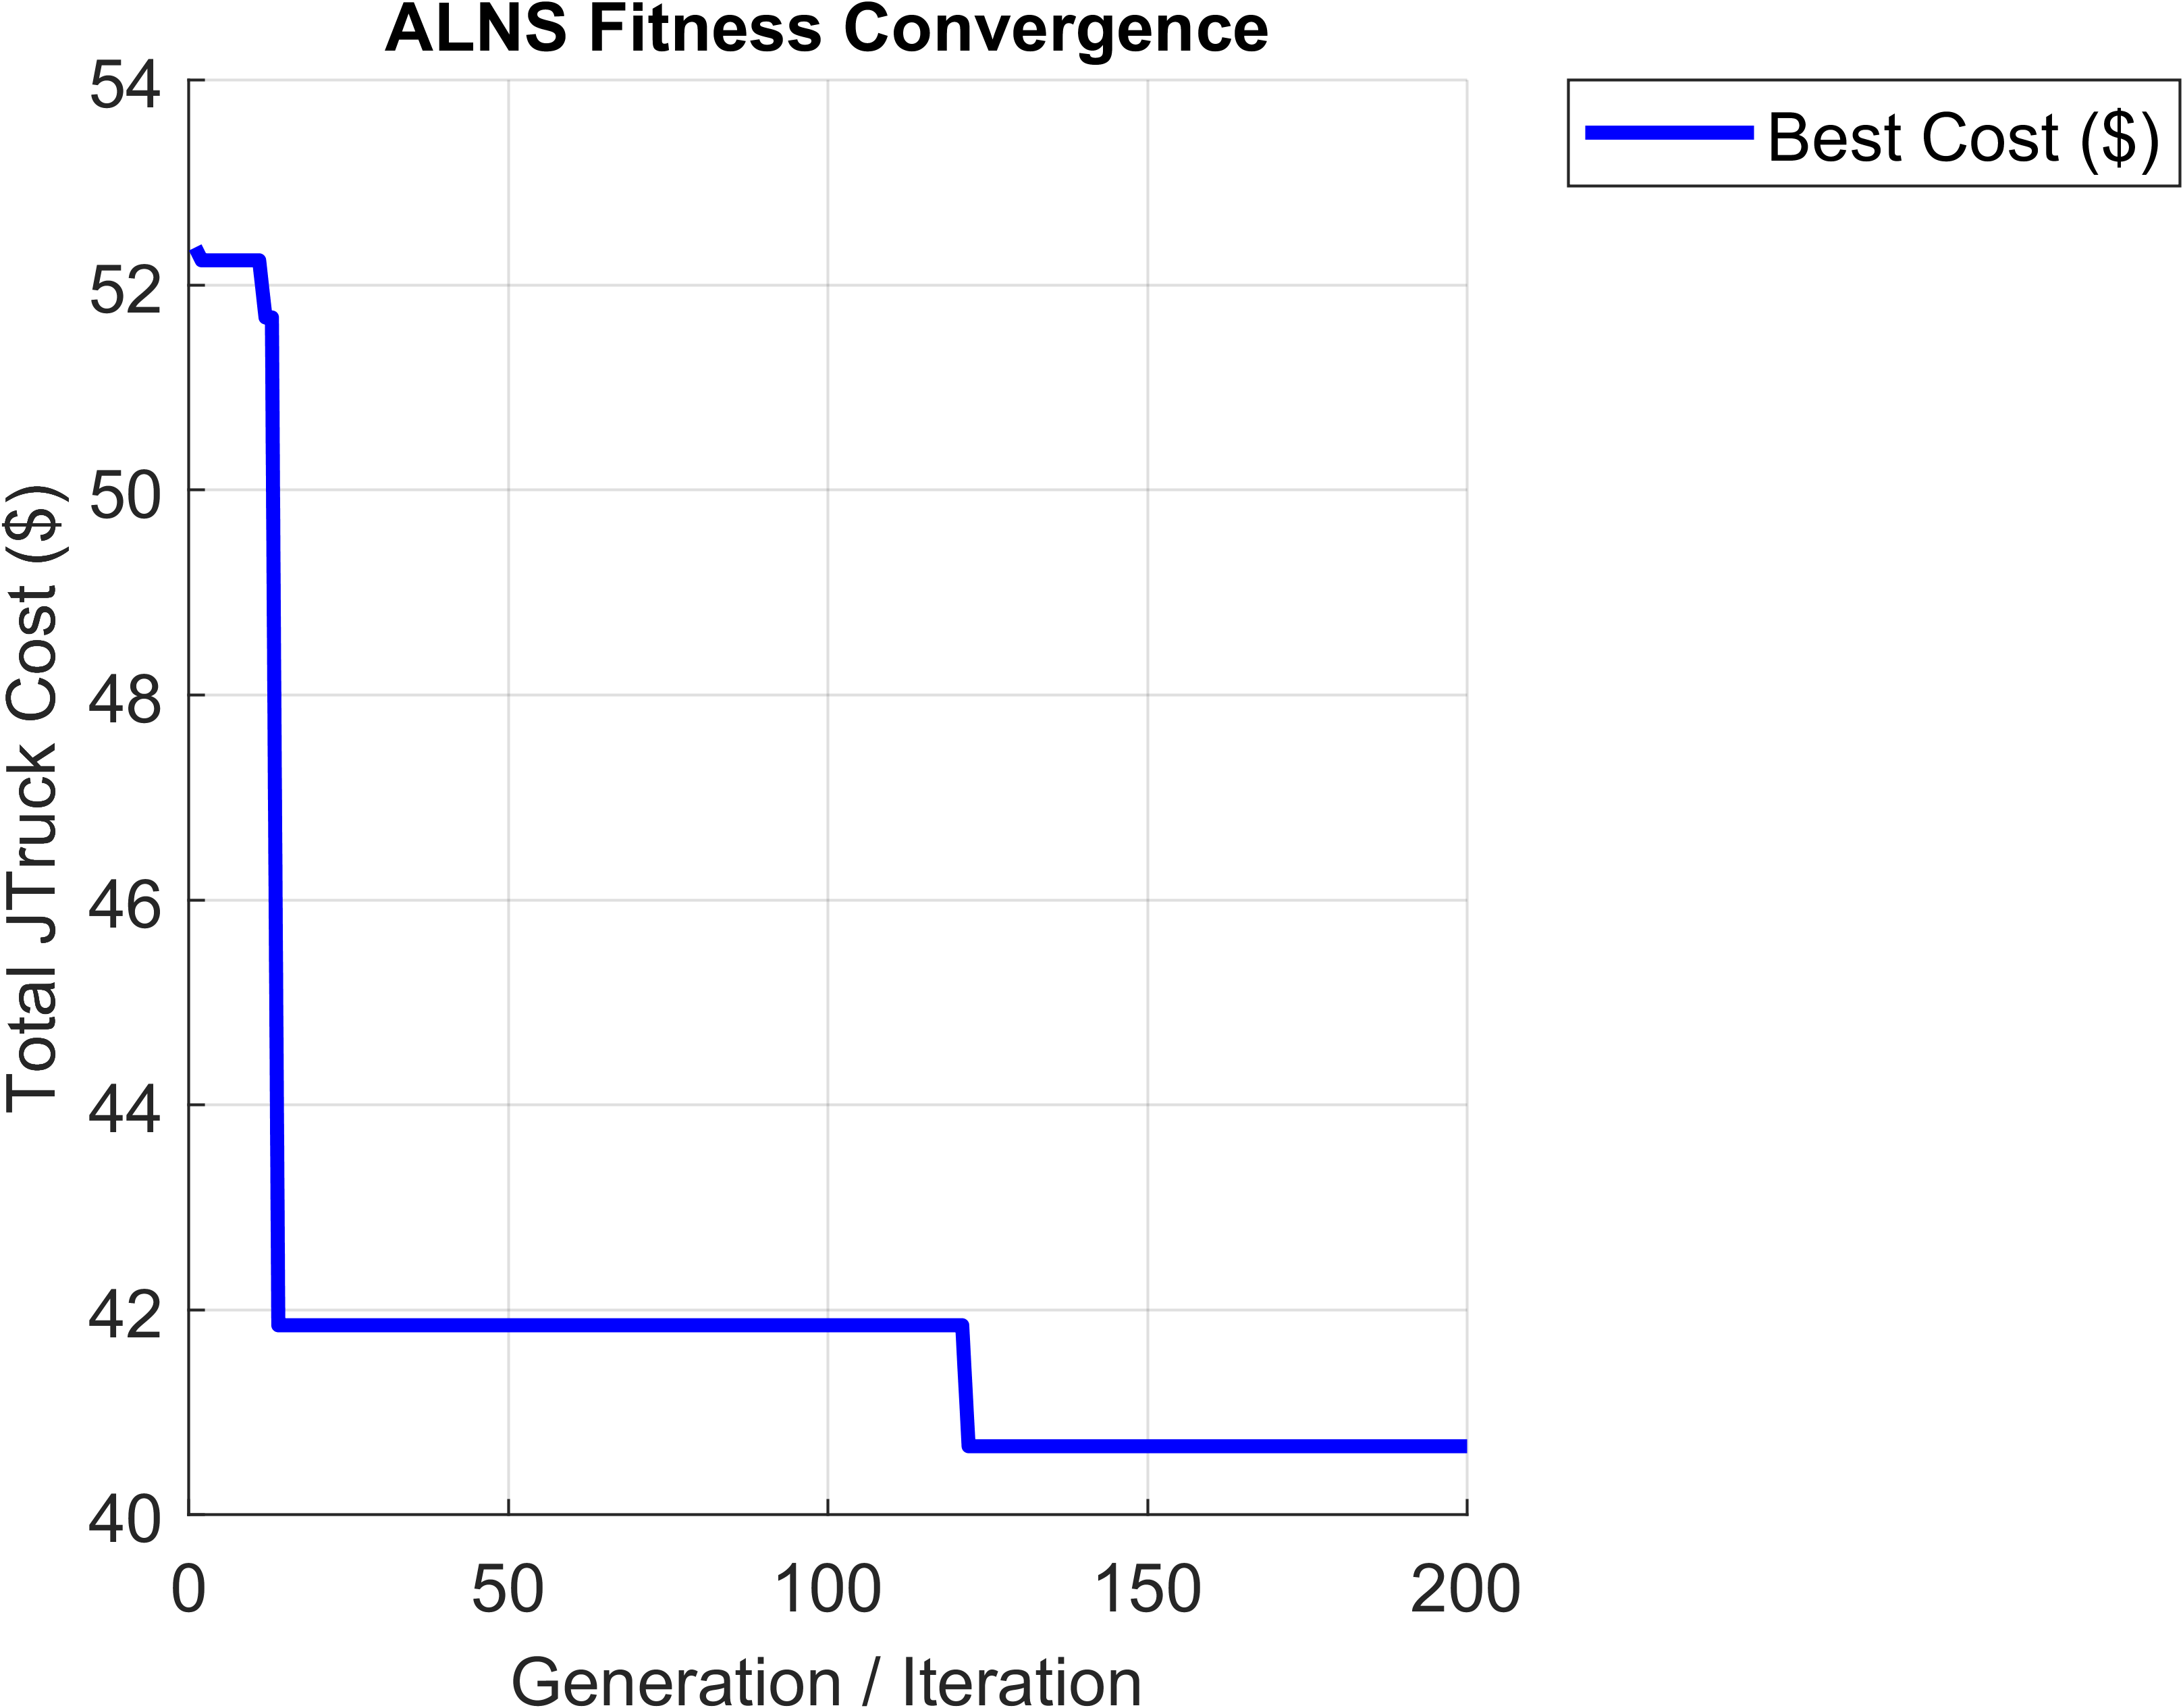 ALNS Fitness Convergence
Best Cost ($)
Total JTruck Cost ($)
54
52
50
48
46
44
42
40
0 50 100 150 200
Generation / Iteration